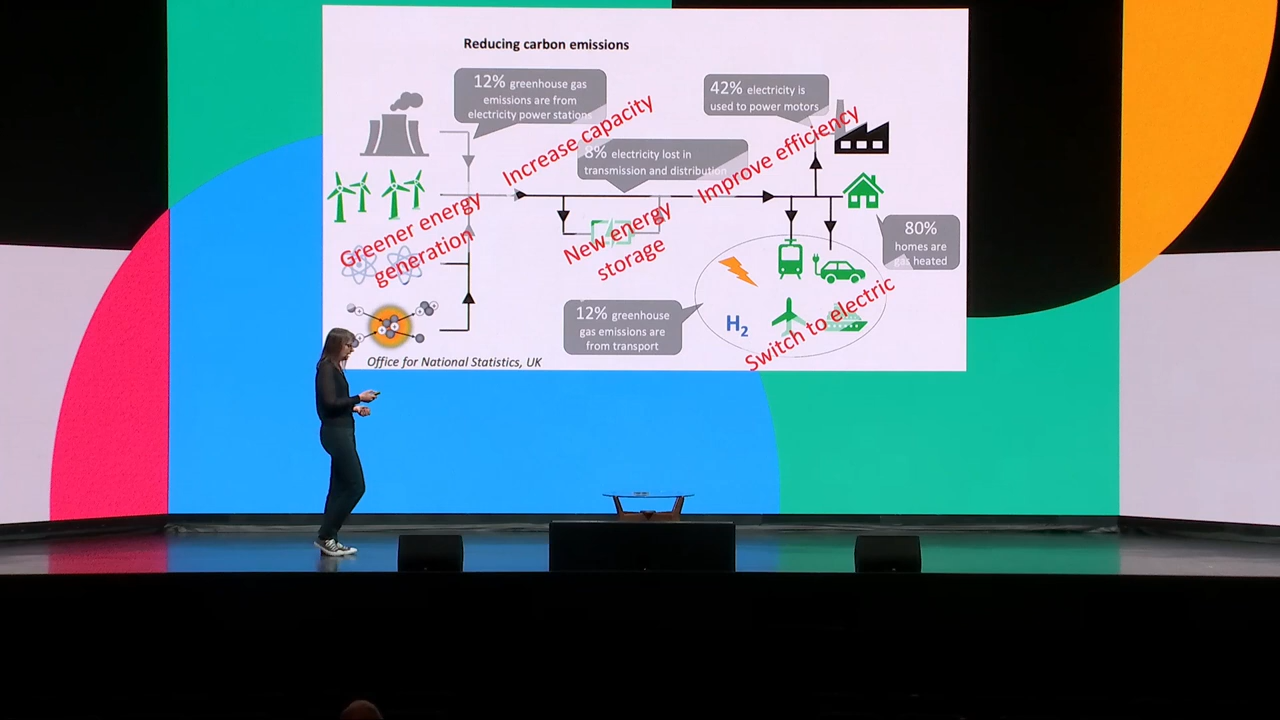 Reducing carbon emissions
12% greenhouse gas
emissions are from
electricity power stations
42% electricity is
used to power motors
Increase capacity
8% electricity lost in
transmission and distribution
Improve efficiency
Greener energy
generation
New energy
storage
80%
homes are
gas heated
12% greenhouse
gas emissions are
from transport
H2
Switch to electric
Office for National Statistics, UK